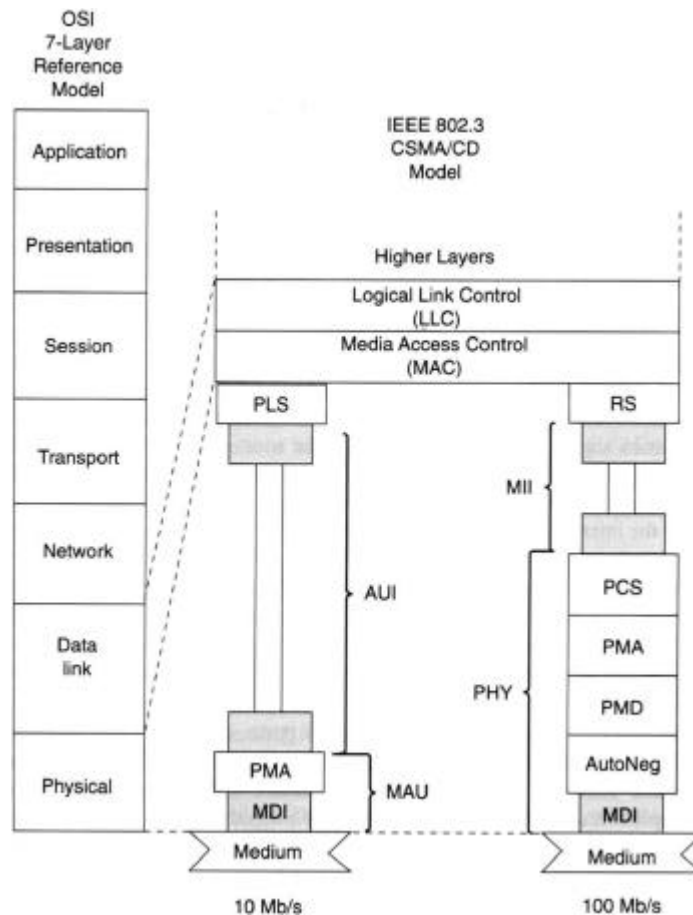 OSI
7-Layer
Reference
Model
IEEE 802.3
CSMA/CD
Model
Application
Presentation
Session
Transport
Network
Data
link
Physical
Higher Layers
Logical Link Control
(LLC)
Media Access Control
(MAC)
PLS
RS
MII
AUI
PCS
PMA
PHY
PMD
AutoNeg
PMA
MAU
MDI
MDI
Medium
Medium
10 Mb/s
100 Mb/s